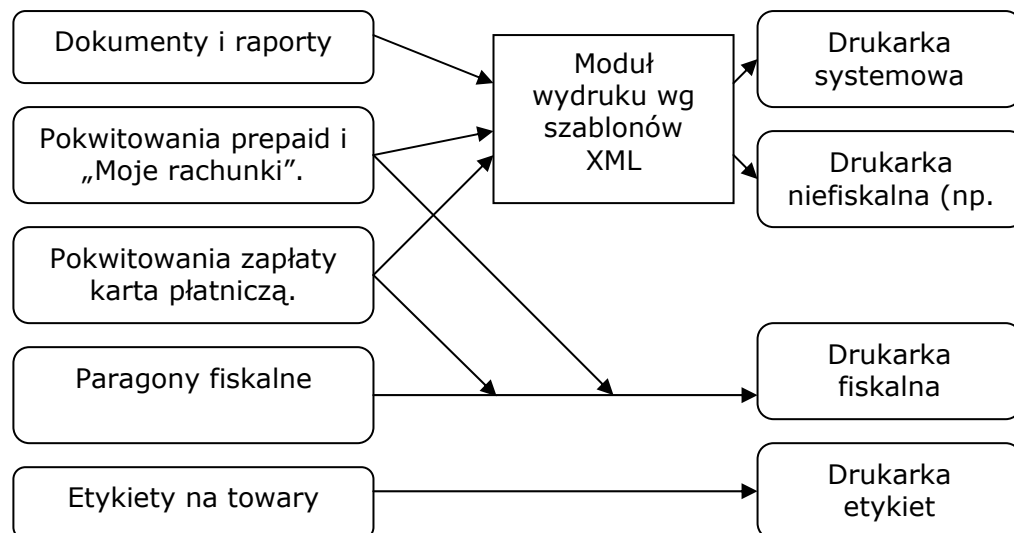 Dokumenty i raporty
Pokwitowania prepaid i
„Moje rachunki”.
Pokwitowania zapłaty
karta płatniczą.
Paragony fiskalne
Etykiety na towary
Moduł
wydruku wg
szablonów
XML
Drukarka
systemowa
Drukarka
niefiskalna (np.
Drukarka
fiskalna
Drukarka
etykiet